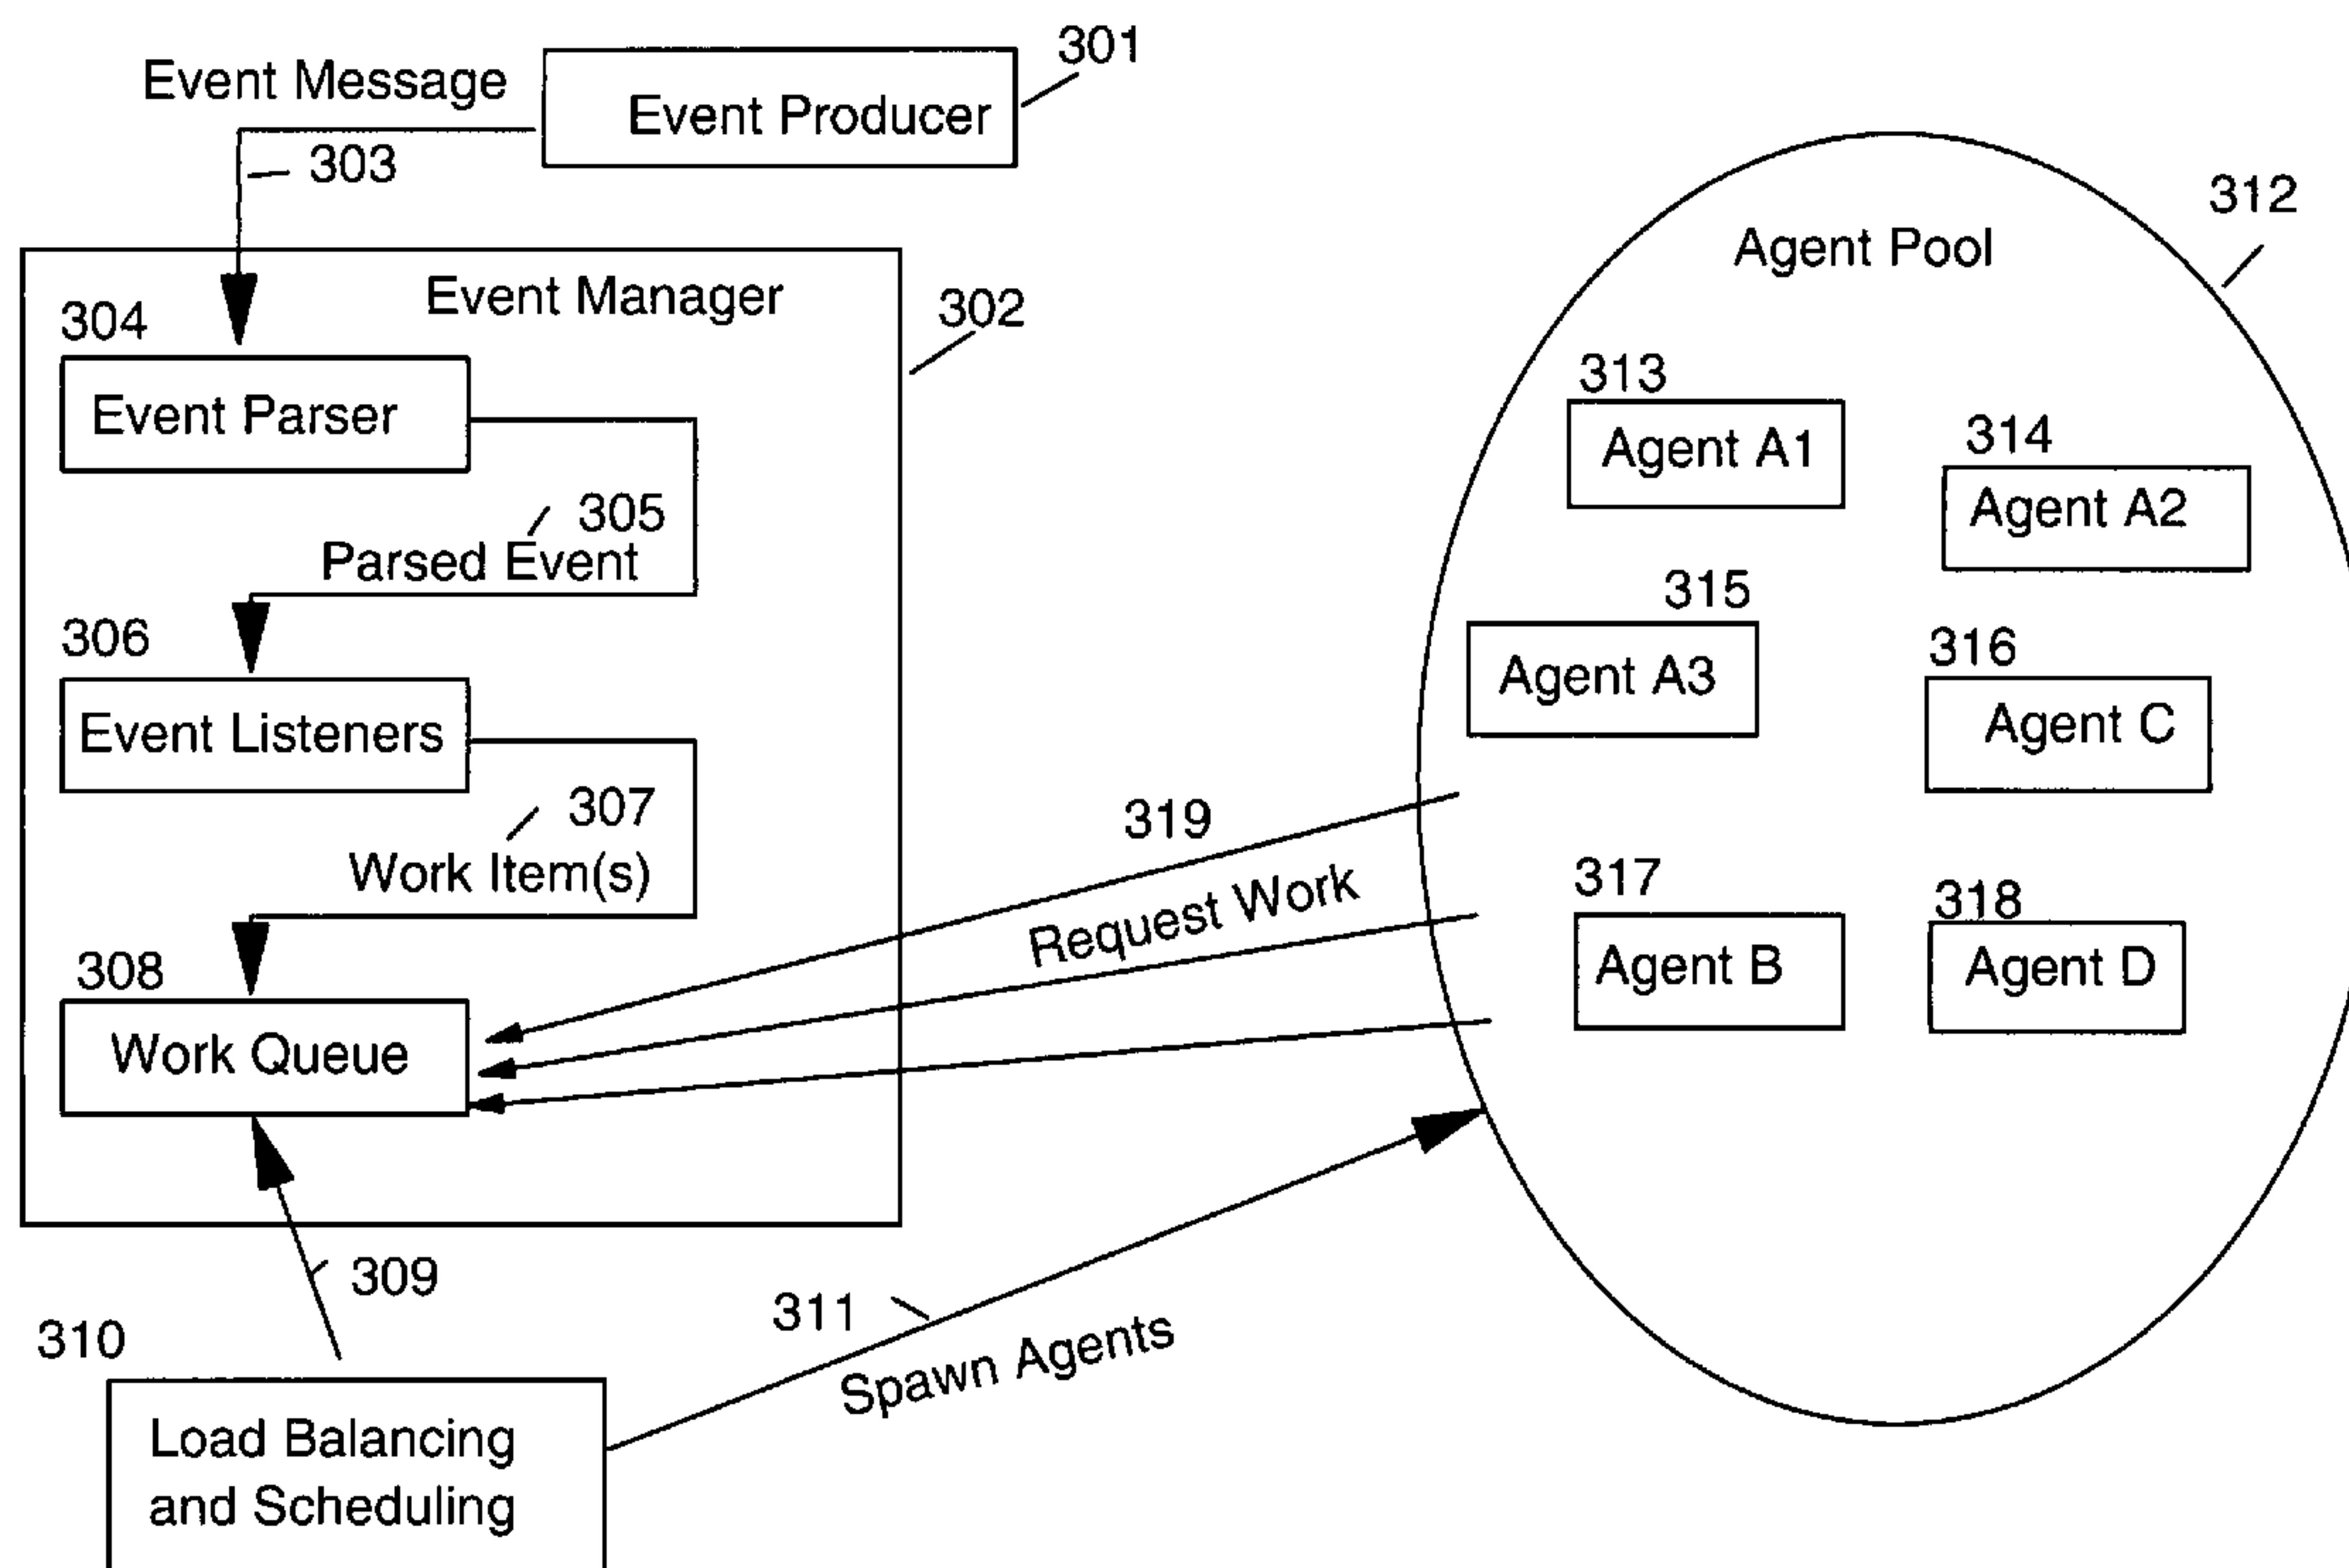 301
Event Message
Event Producer
303
312
Agent Pool
Event Manager
302
304
313
Event Parser
Agent A1
314
Agent A2
305
Parsed Event
315
306
316
Agent A3
Event Listeners
Agent C
307
319
Work Item(s)
Request Work
317
318
308
Agent B
Agent D
Work Queue
309
311
310
Spawn Agents
Load Balancing
and Scheduling